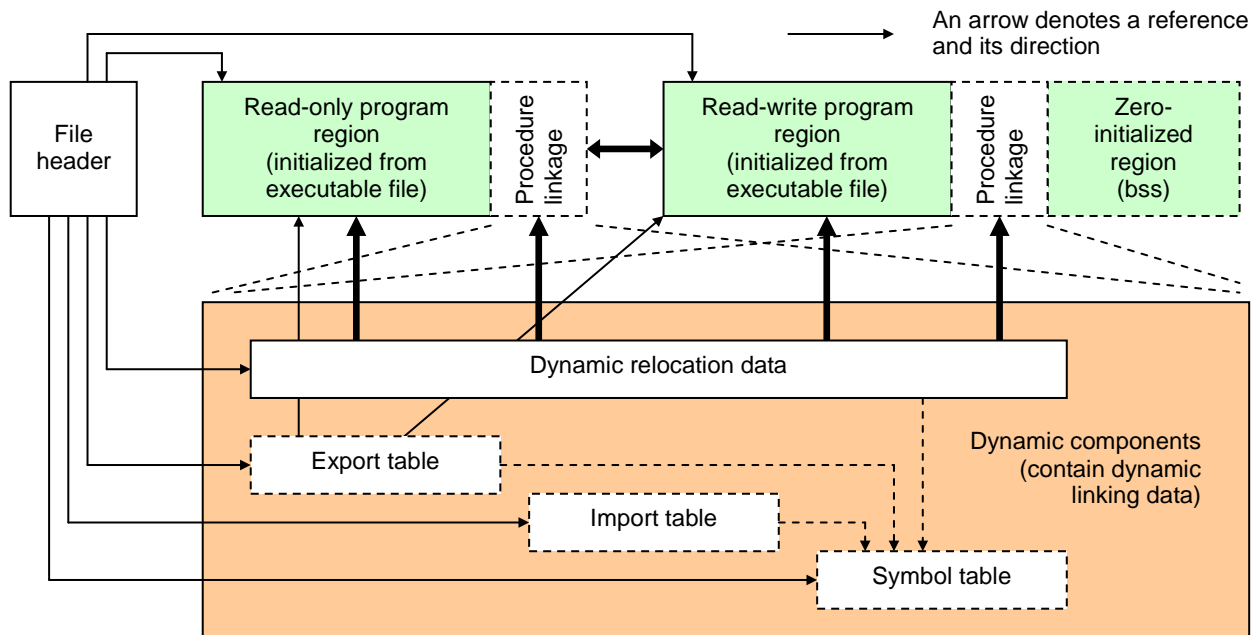 An arrow denotes a reference
and its direction
File
header
Read-only program
region
(initialized from
executable file)
Procedure
linkage
Read-write program
region
(initialized from
executable file)
Procedure
linkage
Zero-
initialized
region
(bss)
Dynamic relocation data
Export table
Dynamic components
(contain dynamic
linking data)
Import table
Symbol table